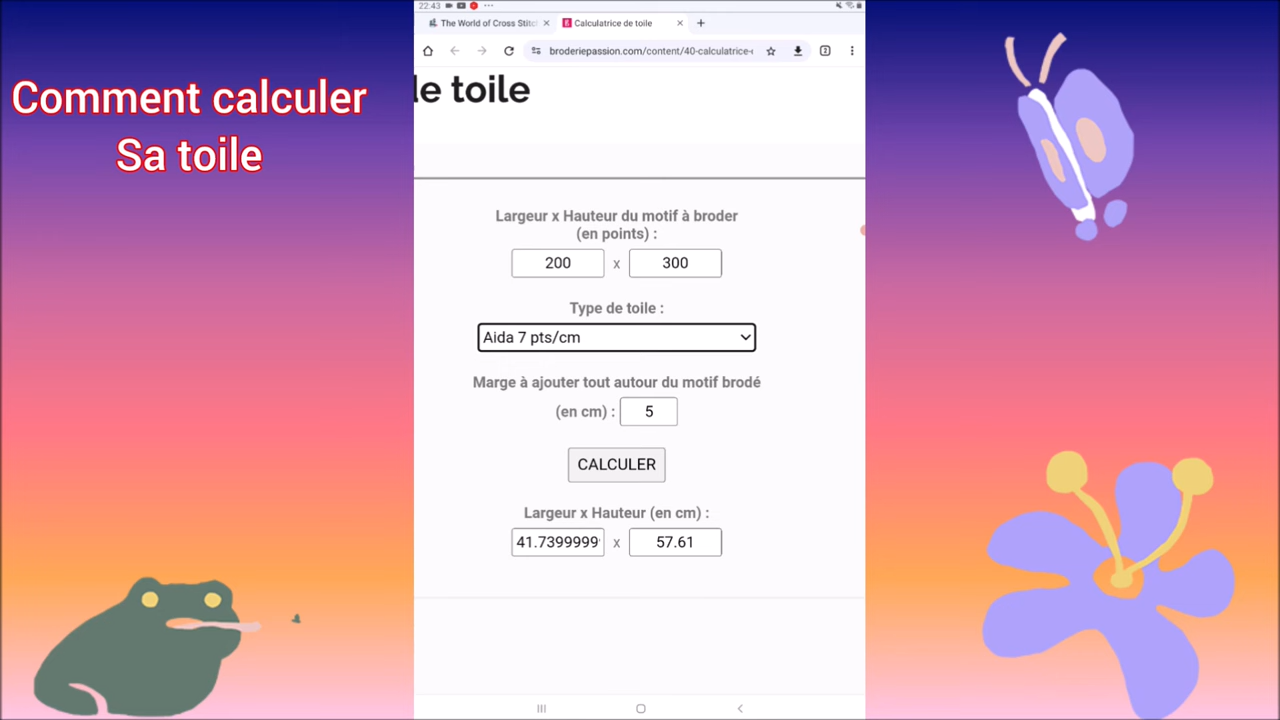 Comment calculer
Sa toile
22:43
The World of Cross Stitc
Calculatrice de toile
broderiepassion.com/content/40-calculatrice-
le toile
Largeur x Hauteur du motif à broder
(en points) :
200 x 300
Type de toile :
Aida 7 pts/cm
Marge à ajouter tout autour du motif brodé
(en cm) : 5
CALCULER
Largeur x Hauteur (en cm) :
41.7399999 x 57.61